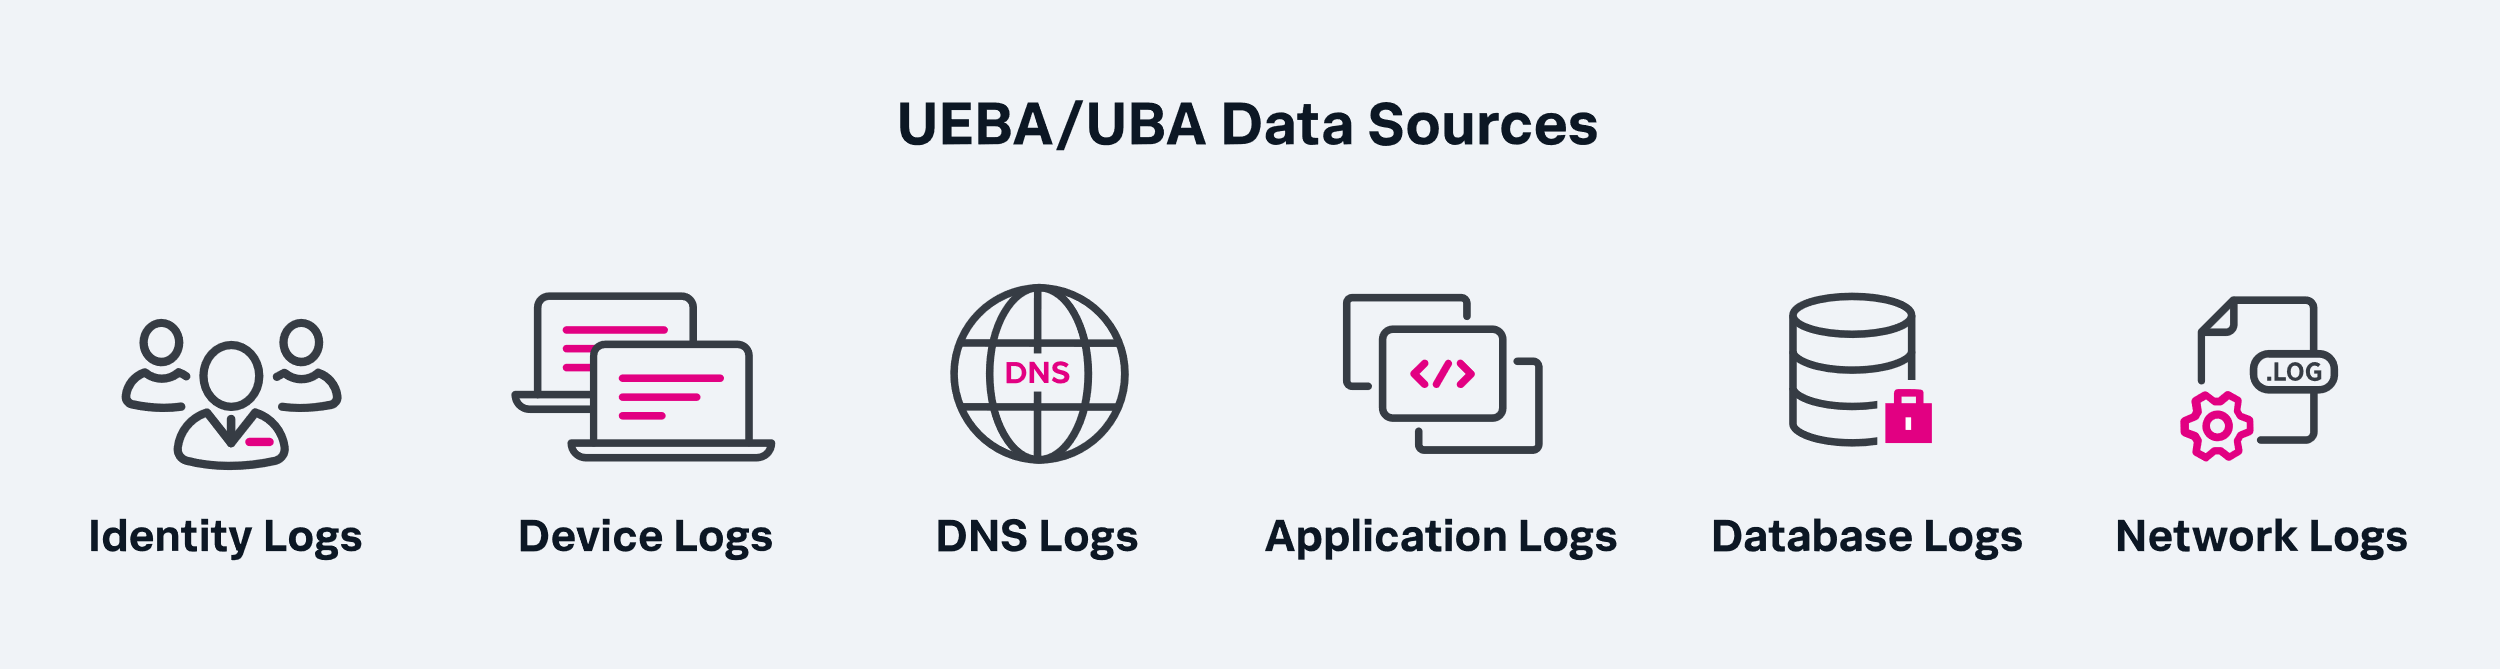 UEBA/UBA Data Sources
DNS
</>
.LOG
Identity Logs
Device Logs
DNS Logs
Application Logs
Database Logs
Network Logs